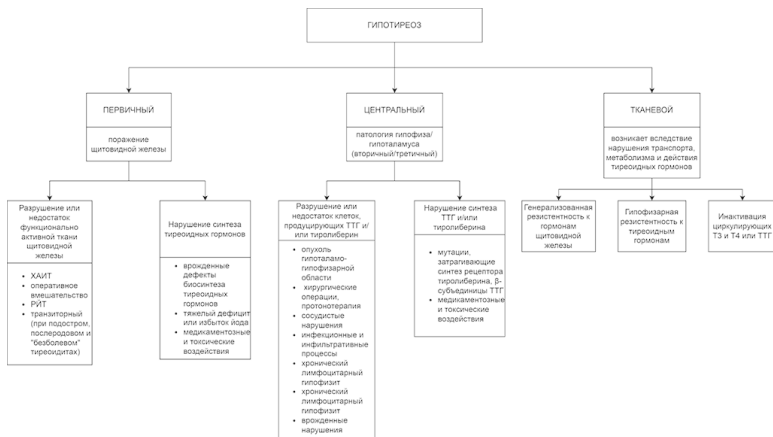 ГИПОТИРЕОЗ
ПЕРВИЧНЫЙ
поражение
щитовидной железы
ЦЕНТРАЛЬНЫЙ
патология гипофиза/
гипоталамуса
(вторичный/третичный)
ТКАНЕВОЙ
возникает вследствие
нарушения транспорта,
метаболизма и действия
тиреоидных гормонов
Разрушение или
недостаток
функционально
активной ткани
щитовидной
железы
• ХАИТ
• оперативное
вмешательство
• РЙТ
• транзиторный
(при подостром,
послеродовом и
"безболевом"
тиреоидитах)
Нарушение синтеза
тиреоидных гормонов
• врожденные
дефекты
биосинтеза
тиреоидных
гормонов
• тяжелый дефицит
или избыток йода
• медикаментозные
и токсические
воздействия
Разрушение или
недостаток клеток,
продуцирующих ТТГ и/
или тиролиберин
• опухоль
гипоталамо-
гипофизарной
области
• хирургические
операции,
протонотерапия
• сосудистые
нарушения
• инфекционные и
инфильтративные
процессы
• хронический
лимфоцитарный
гипофизит
• хронический
лимфоцитарный
гипофизит
• врожденные
нарушения
Нарушение синтеза
ТТГ и/или
тиролиберина
• мутации,
затрагивающие
синтез рецептора
тиролиберина, β-
субъединицы ТТГ
• медикаментозные
и токсические
воздействия
Генерализованная
резистентность к
гормонам
щитовидной
железы
Гипофизарная
резистентность к
тиреоидным
гормонам
Инактивация
циркулирующих
Т3 и Т4 или ТТГ